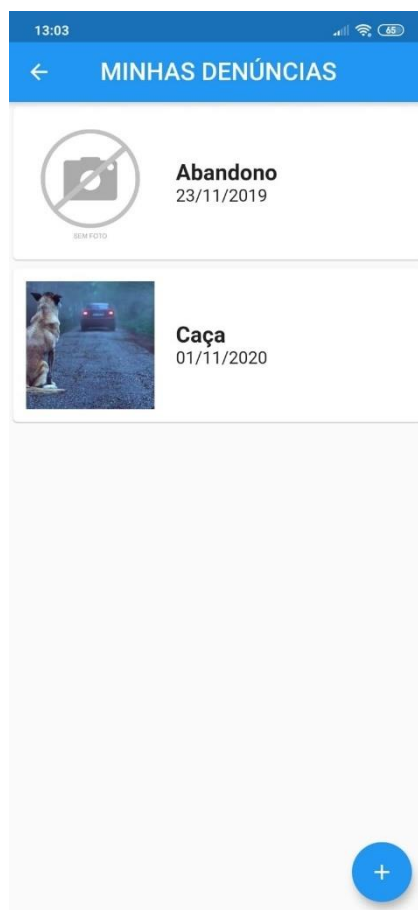 13:03
65
MINHAS DENÚNCIAS
Abandono
23/11/2019
SEM FOTO
Caça
01/11/2020